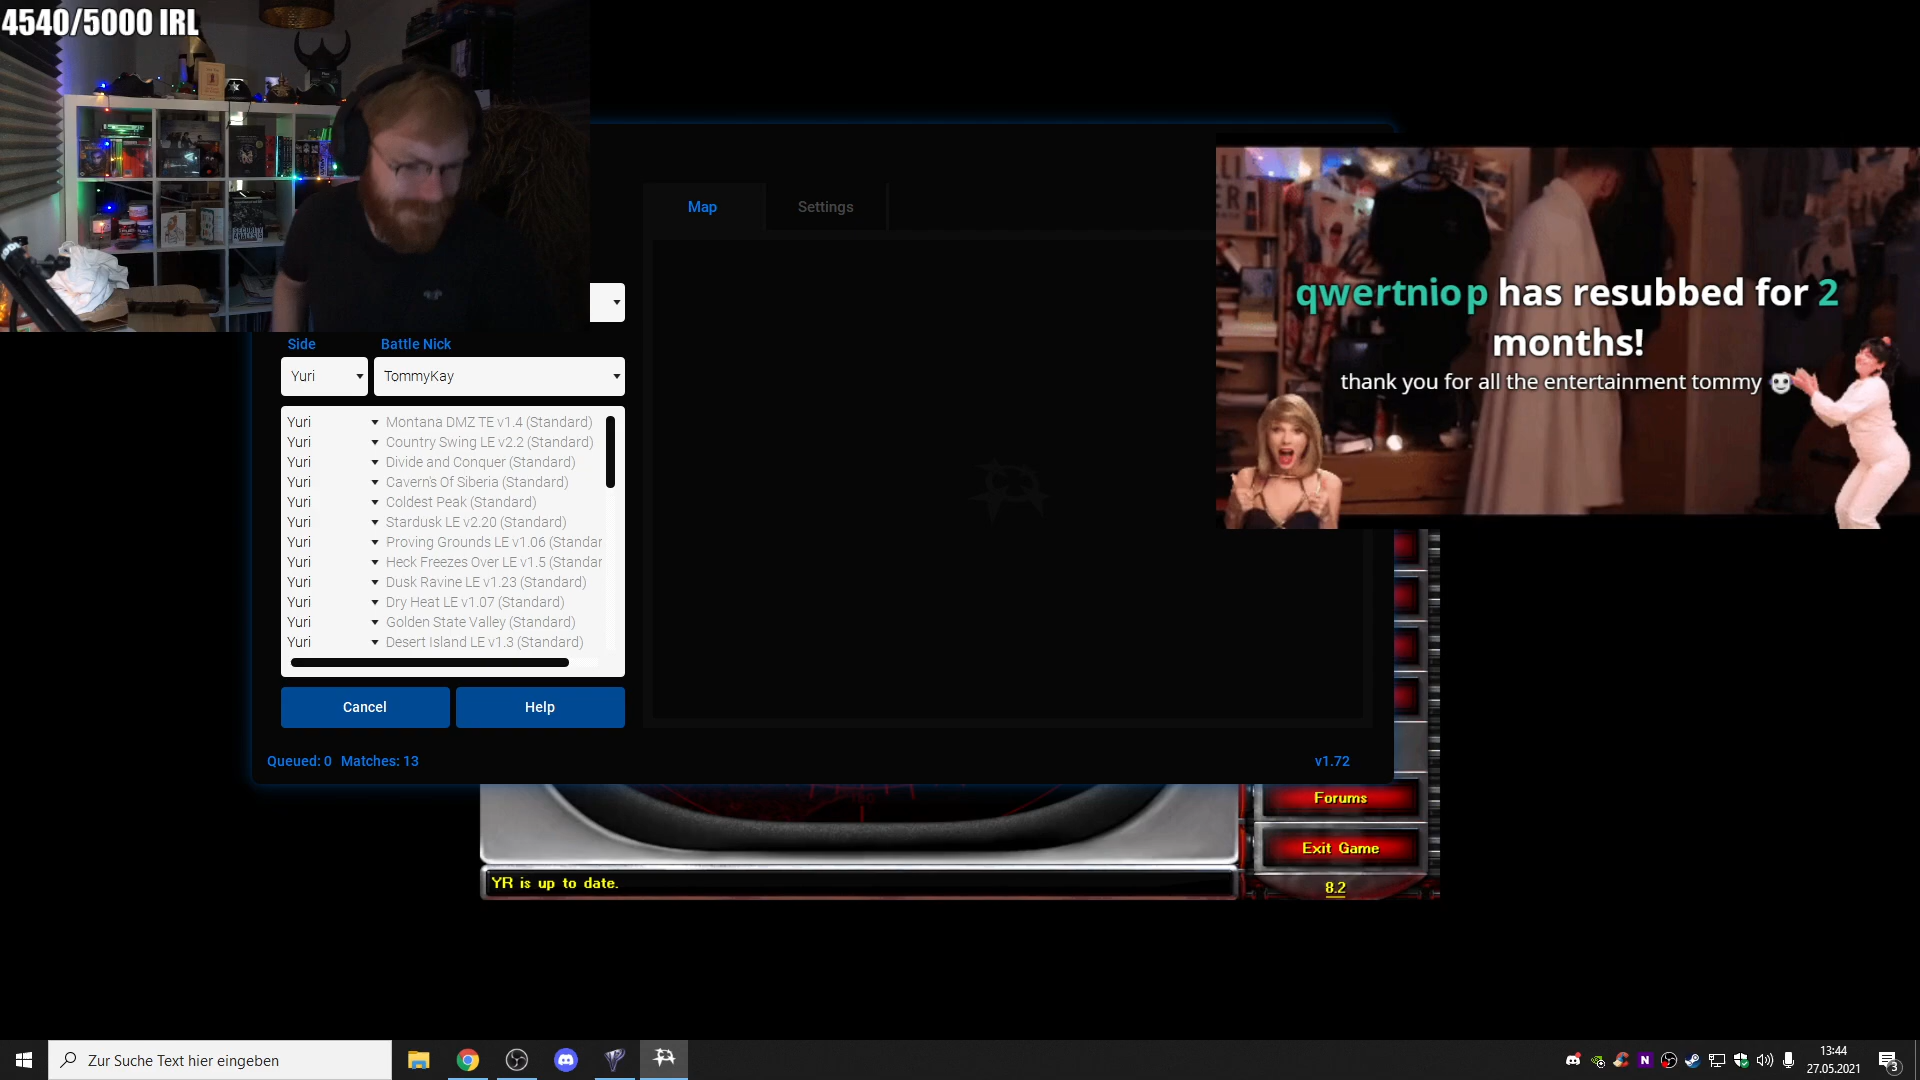 4540/5000 IRL
Map
Settings
qwertniop has resubbed for 2
months!
thank you for all the entertainment tommy
Side
Battle Nick
Yuri
TommyKay
Yuri Montana DMZ TE v1.4 (Standard)
Yuri Country Swing LE v2.2 (Standard)
Yuri Divide and Conquer (Standard)
Yuri Cavern's Of Siberia (Standard)
Yuri Coldest Peak (Standard)
Yuri Stardusk LE v2.20 (Standard)
Yuri Proving Grounds LE v1.06 (Standar
Yuri Heck Freezes Over LE v1.5 (Standar
Yuri Dusk Ravine LE v1.23 (Standard)
Yuri Dry Heat LE v1.07 (Standard)
Yuri Golden State Valley (Standard)
Yuri Desert Island LE v1.3 (Standard)
Cancel
Help
Queued: 0 Matches: 13
v1.72
Forums
Exit Game
YR is up to date.
8.2
Zur Suche Text hier eingeben
13:44
27.05.2021
3